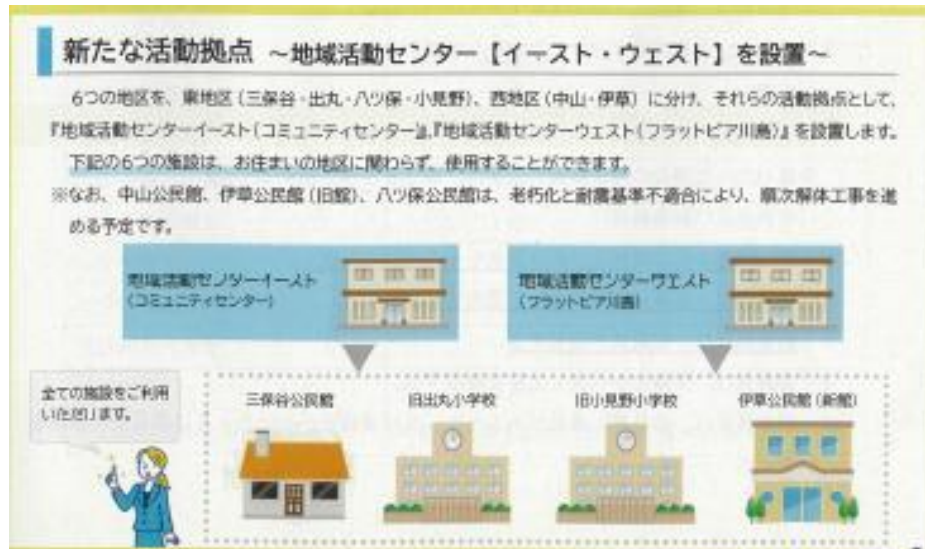 新たな活動拠点 ～地域活動センター【イースト・ウェスト】を設置～
6つの地区を、東地区(三保谷・出丸・八ツ保・小見野)、西地区(中山・伊草)に分け、それらの活動拠点として、
『地域活動センターイースト(コミュニティセンター)』、『地域活動センターウェスト(フラットピア川島)』を設置します。
下記の6つの施設は、お住まいの地区に関わらず、使用することができます。
※なお、中山公民館、伊草公民館(旧館)、八ツ保公民館は、老朽化と耐震基準不適合により、順次解体工事を進
める予定です。
地域活動センターイースト
(コミュニティセンター)
地域活動センターウエスト
(フラットピア川島)
全ての施設をご利用
いただけます。
三保谷公民館
旧出丸小学校
旧小見野小学校
伊草公民館(新館)